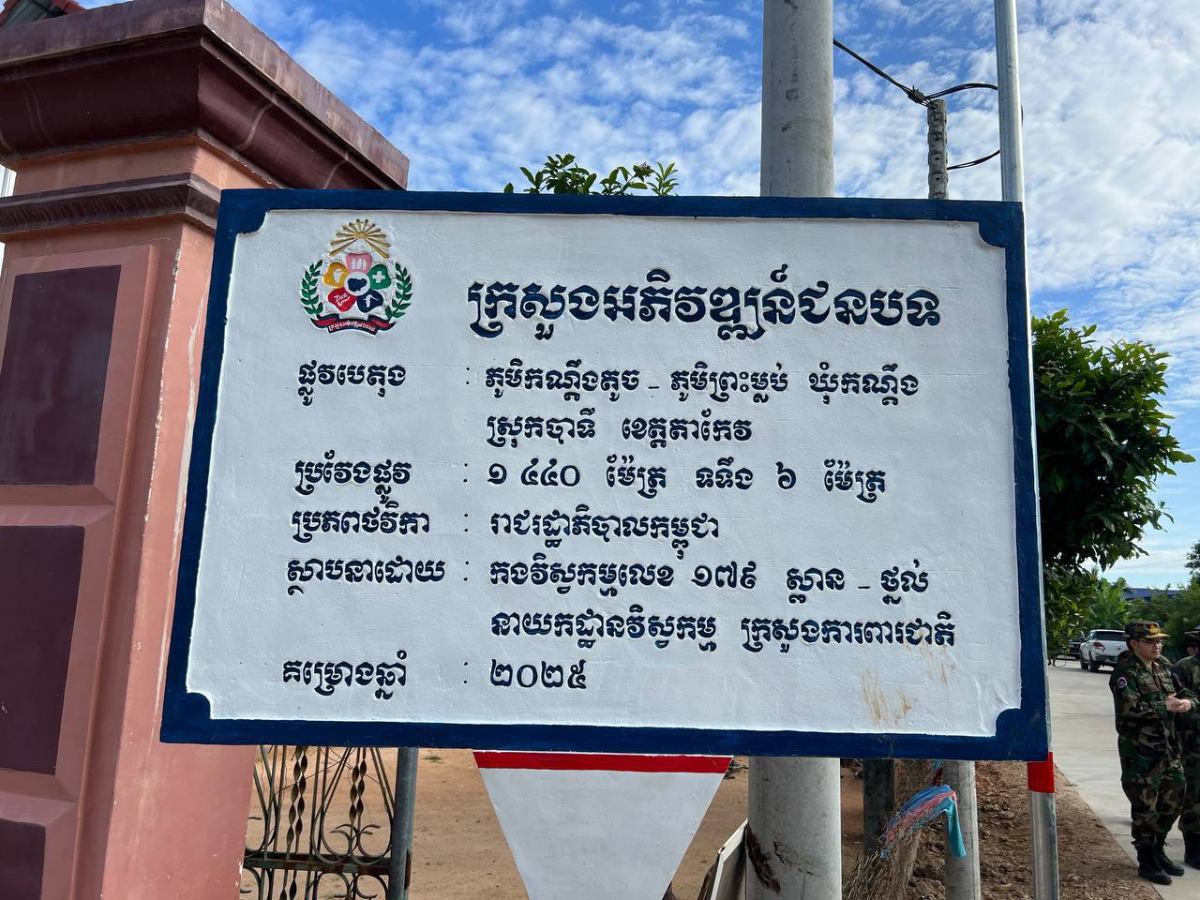 ក្រសួងអភិវឌ្ឍន៍ជនបទ
ផ្លូវបេតុង : ភូមិកណ្ដឹងតូច - ភូមិព្រះម្លប់ ឃុំកណ្ដឹង
ស្រុកបាទី ខេត្តតាកែវ
ប្រវែងផ្លូវ : ១ ៤៤០ ម៉ែត្រ ទទឹង ៦ ម៉ែត្រ
ប្រភពថវិកា : រាជរដ្ឋាភិបាលកម្ពុជា
ស្ថាបនាដោយ : កងវិស្វកម្មលេខ ១៧៩ ស្ពាន - ថ្នល់
នាយកដ្ឋានវិស្វកម្ម ក្រសួងការពារជាតិ
គម្រោងឆ្នាំ : ២០២៥